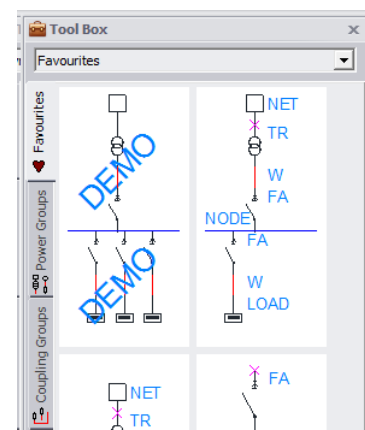 Tool Box
Favourites
Favourites
Power Groups
Coupling Groups
DEMO
DEMO
NET
TR
W
FA
NODE
FA
W
LOAD
NET
TR
FA